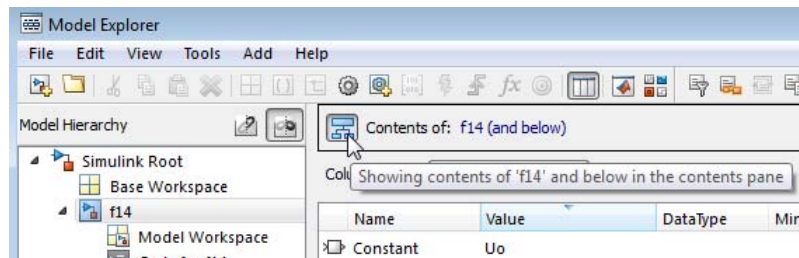 Model Explorer
File Edit View Tools Add Help
Model Hierarchy
Contents of: f14 (and below)
Simulink Root
Base Workspace
f14
Model Workspace
Showing contents of 'f14' and below in the contents pane
Name Value DataType
Constant Uo